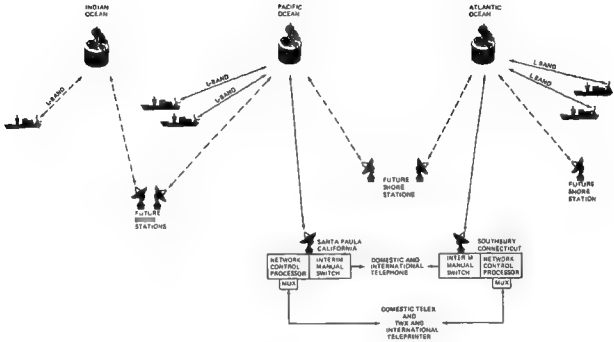 INDIAN
OCEAN
PACIFIC
OCEAN
ATLANTIC
OCEAN
L-BAND
L-BAND
L-BAND
L BAND
L BAND
FUTURE
STATIONS
FUTURE
SHORE
STATIONS
FUTURE
SHORE
STATION
SANTA PAULA
CALIFORNIA
NETWORK
CONTROL
PROCESSOR
INTERIM
MANUAL
SWITCH
MUX
DOMESTIC AND
INTERNATIONAL
TELEPHONE
SOUTHBURY
CONNECTICUT
INTER M
MANUAL
SWITCH
NETWORK
CONTROL
PROCESSOR
MUX
DOMESTIC TELEX
AND
TWX AND
INTERNATIONAL
TELEPRINTER